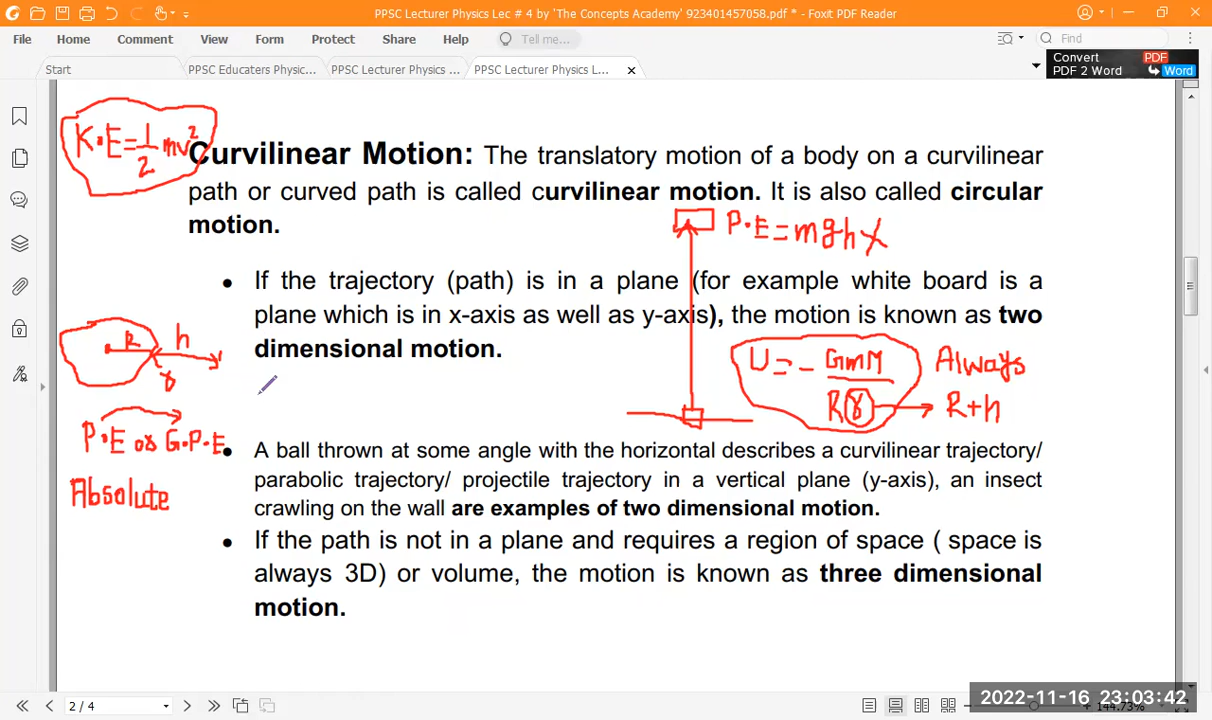 PPSC Lecturer Physics Lec # 4 by 'The Concepts Academy' 923401457058.pdf * - Foxit PDF Reader
File Home Comment View Form Protect Share Help Tell me... Find
Start PPSC Educaters Physic... PPSC Lecturer Physics ... PPSC Lecturer Physics L...
Convert PDF
PDF 2 Word Word
K.E=1/2 mv²
Curvilinear Motion: The translatory motion of a body on a curvilinear
path or curved path is called curvilinear motion. It is also called circular
motion.
P.E=mgh
• If the trajectory (path) is in a plane (for example white board is a
plane which is in x-axis as well as y-axis), the motion is known as two
dimensional motion.
R h
r
U=-GmM/Rr Always
R+h
P.E or G.P.E
Absolute
• A ball thrown at some angle with the horizontal describes a curvilinear trajectory/
parabolic trajectory/ projectile trajectory in a vertical plane (y-axis), an insect
crawling on the wall are examples of two dimensional motion.
• If the path is not in a plane and requires a region of space ( space is
always 3D) or volume, the motion is known as three dimensional
motion.
2 / 4
2022-11-16 23:03:42
144.73%